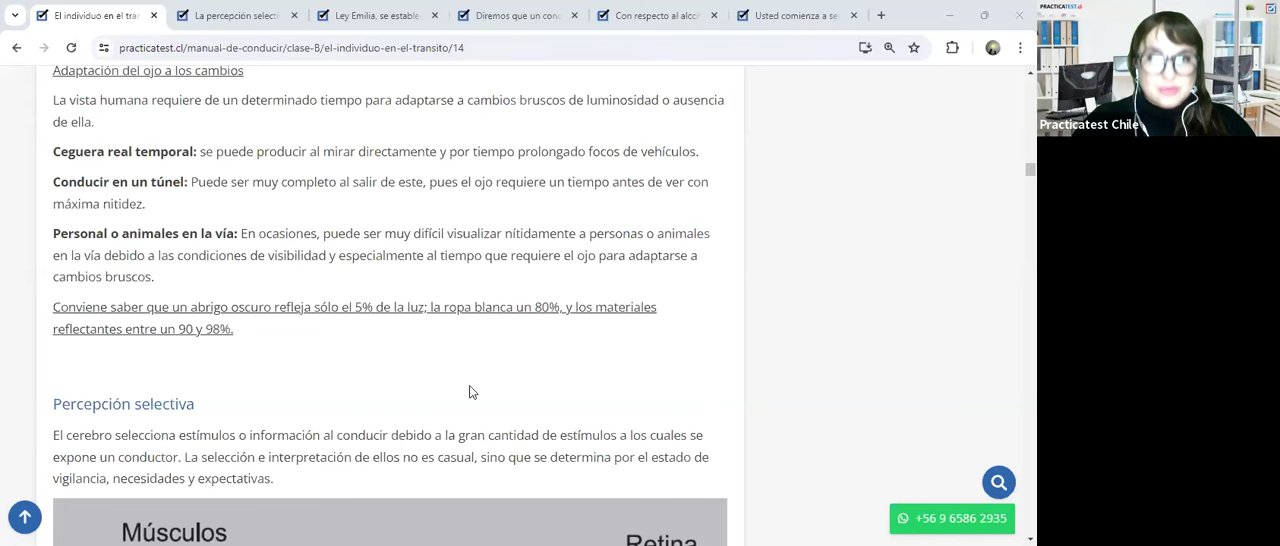 El individuo en el trán
La percepción selecti
Ley Emilia, se estable
Diremos que un con
Con respecto al alco
Usted comienza a se
practicatest.cl/manual-de-conducir/clase-B/el-individuo-en-el-transito/14
Adaptación del ojo a los cambios
La vista humana requiere de un determinado tiempo para adaptarse a cambios bruscos de luminosidad o ausencia
de ella.
Ceguera real temporal: se puede producir al mirar directamente y por tiempo prolongado focos de vehículos.
Conducir en un túnel: Puede ser muy completo al salir de este, pues el ojo requiere un tiempo antes de ver con
máxima nitidez.
Personal o animales en la vía: En ocasiones, puede ser muy difícil visualizar nítidamente a personas o animales
en la vía debido a las condiciones de visibilidad y especialmente al tiempo que requiere el ojo para adaptarse a
cambios bruscos.
Conviene saber que un abrigo oscuro refleja sólo el 5% de la luz; la ropa blanca un 80%, y los materiales
reflectantes entre un 90 y 98%.
Percepción selectiva
El cerebro selecciona estímulos o información al conducir debido a la gran cantidad de estímulos a los cuales se
expone un conductor. La selección e interpretación de ellos no es casual, sino que se determina por el estado de
vigilancia, necesidades y expectativas.
Músculos
Retina
+56 9 6586 2935
PRACTICATEST.cl
Practicatest Chile